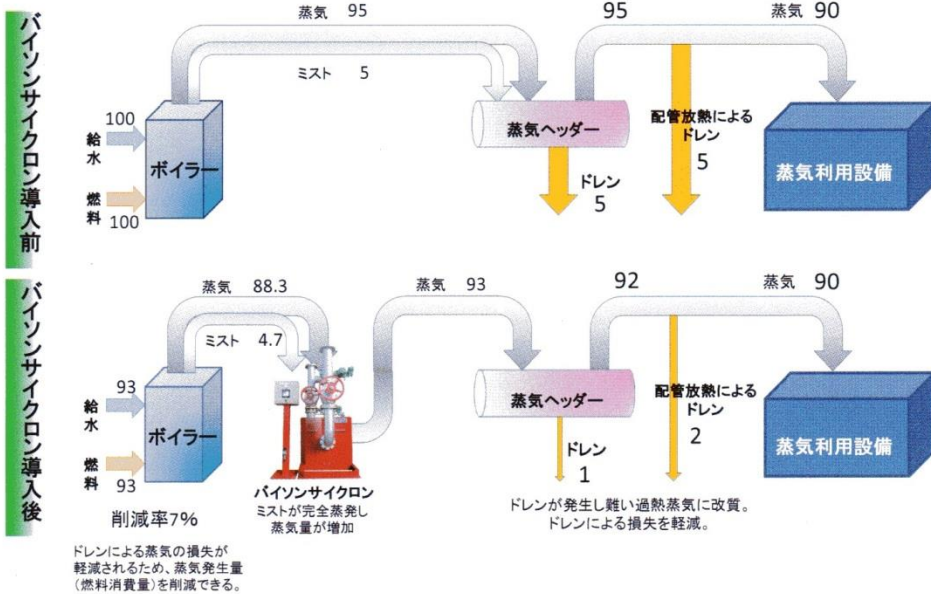 バイソンサイクロン導入前
蒸気 95
95
蒸気 90
ミスト 5
100
給水
ボイラー
燃料
100
蒸気ヘッダー
ドレン
5
配管放熱による
ドレン
5
蒸気利用設備
バイソンサイクロン導入後
蒸気 88.3
蒸気 93
92
蒸気 90
ミスト 4.7
93
給水
ボイラー
燃料
93
削減率7%
ドレンによる蒸気の損失が
軽減されるため、蒸気発生量
(燃料消費量)を削減できる。
バイソンサイクロン
ミストが完全蒸発し
蒸気量が増加
蒸気ヘッダー
ドレン
1
配管放熱による
ドレン
2
蒸気利用設備
ドレンが発生し難い過熱蒸気に改質。
ドレンによる損失を軽減。